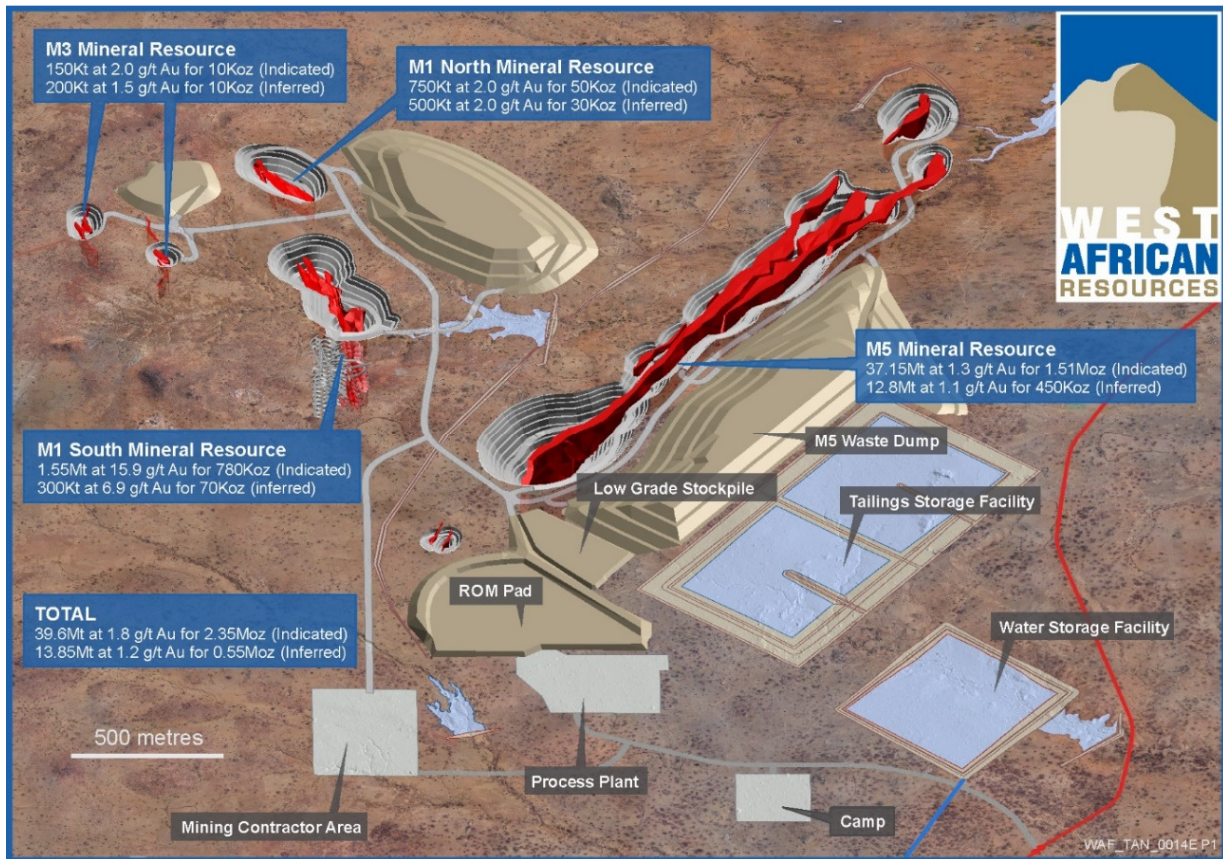 M3 Mineral Resource
150Kt at 2.0 g/t Au for 10Koz (Indicated)
200Kt at 1.5 g/t Au for 10Koz (Inferred)
M1 North Mineral Resource
750Kt at 2.0 g/t Au for 50Koz (Indicated)
500Kt at 2.0 g/t Au for 30Koz (Inferred)
WEST
AFRICAN
RESOURCES
M5 Mineral Resource
37.15Mt at 1.3 g/t Au for 1.51Moz (Indicated)
12.8Mt at 1.1 g/t Au for 450Koz (Inferred)
M1 South Mineral Resource
1.55Mt at 15.9 g/t Au for 780Koz (Indicated)
300Kt at 6.9 g/t Au for 70Koz (inferred)
M5 Waste Dump
Low Grade Stockpile
Tailings Storage Facility
ROM Pad
TOTAL
39.6Mt at 1.8 g/t Au for 2.35Moz (Indicated)
13.85Mt at 1.2 g/t Au for 0.55Moz (Inferred)
Water Storage Facility
500 metres
Process Plant
Mining Contractor Area
Camp
WAF_TAN_0014E P1